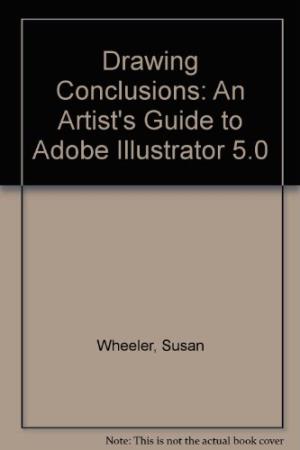 Drawing
Conclusions: An
Artist's Guide to
Adobe Illustrator 5.0
Wheeler, Susan
Note: This is not the actual book cover